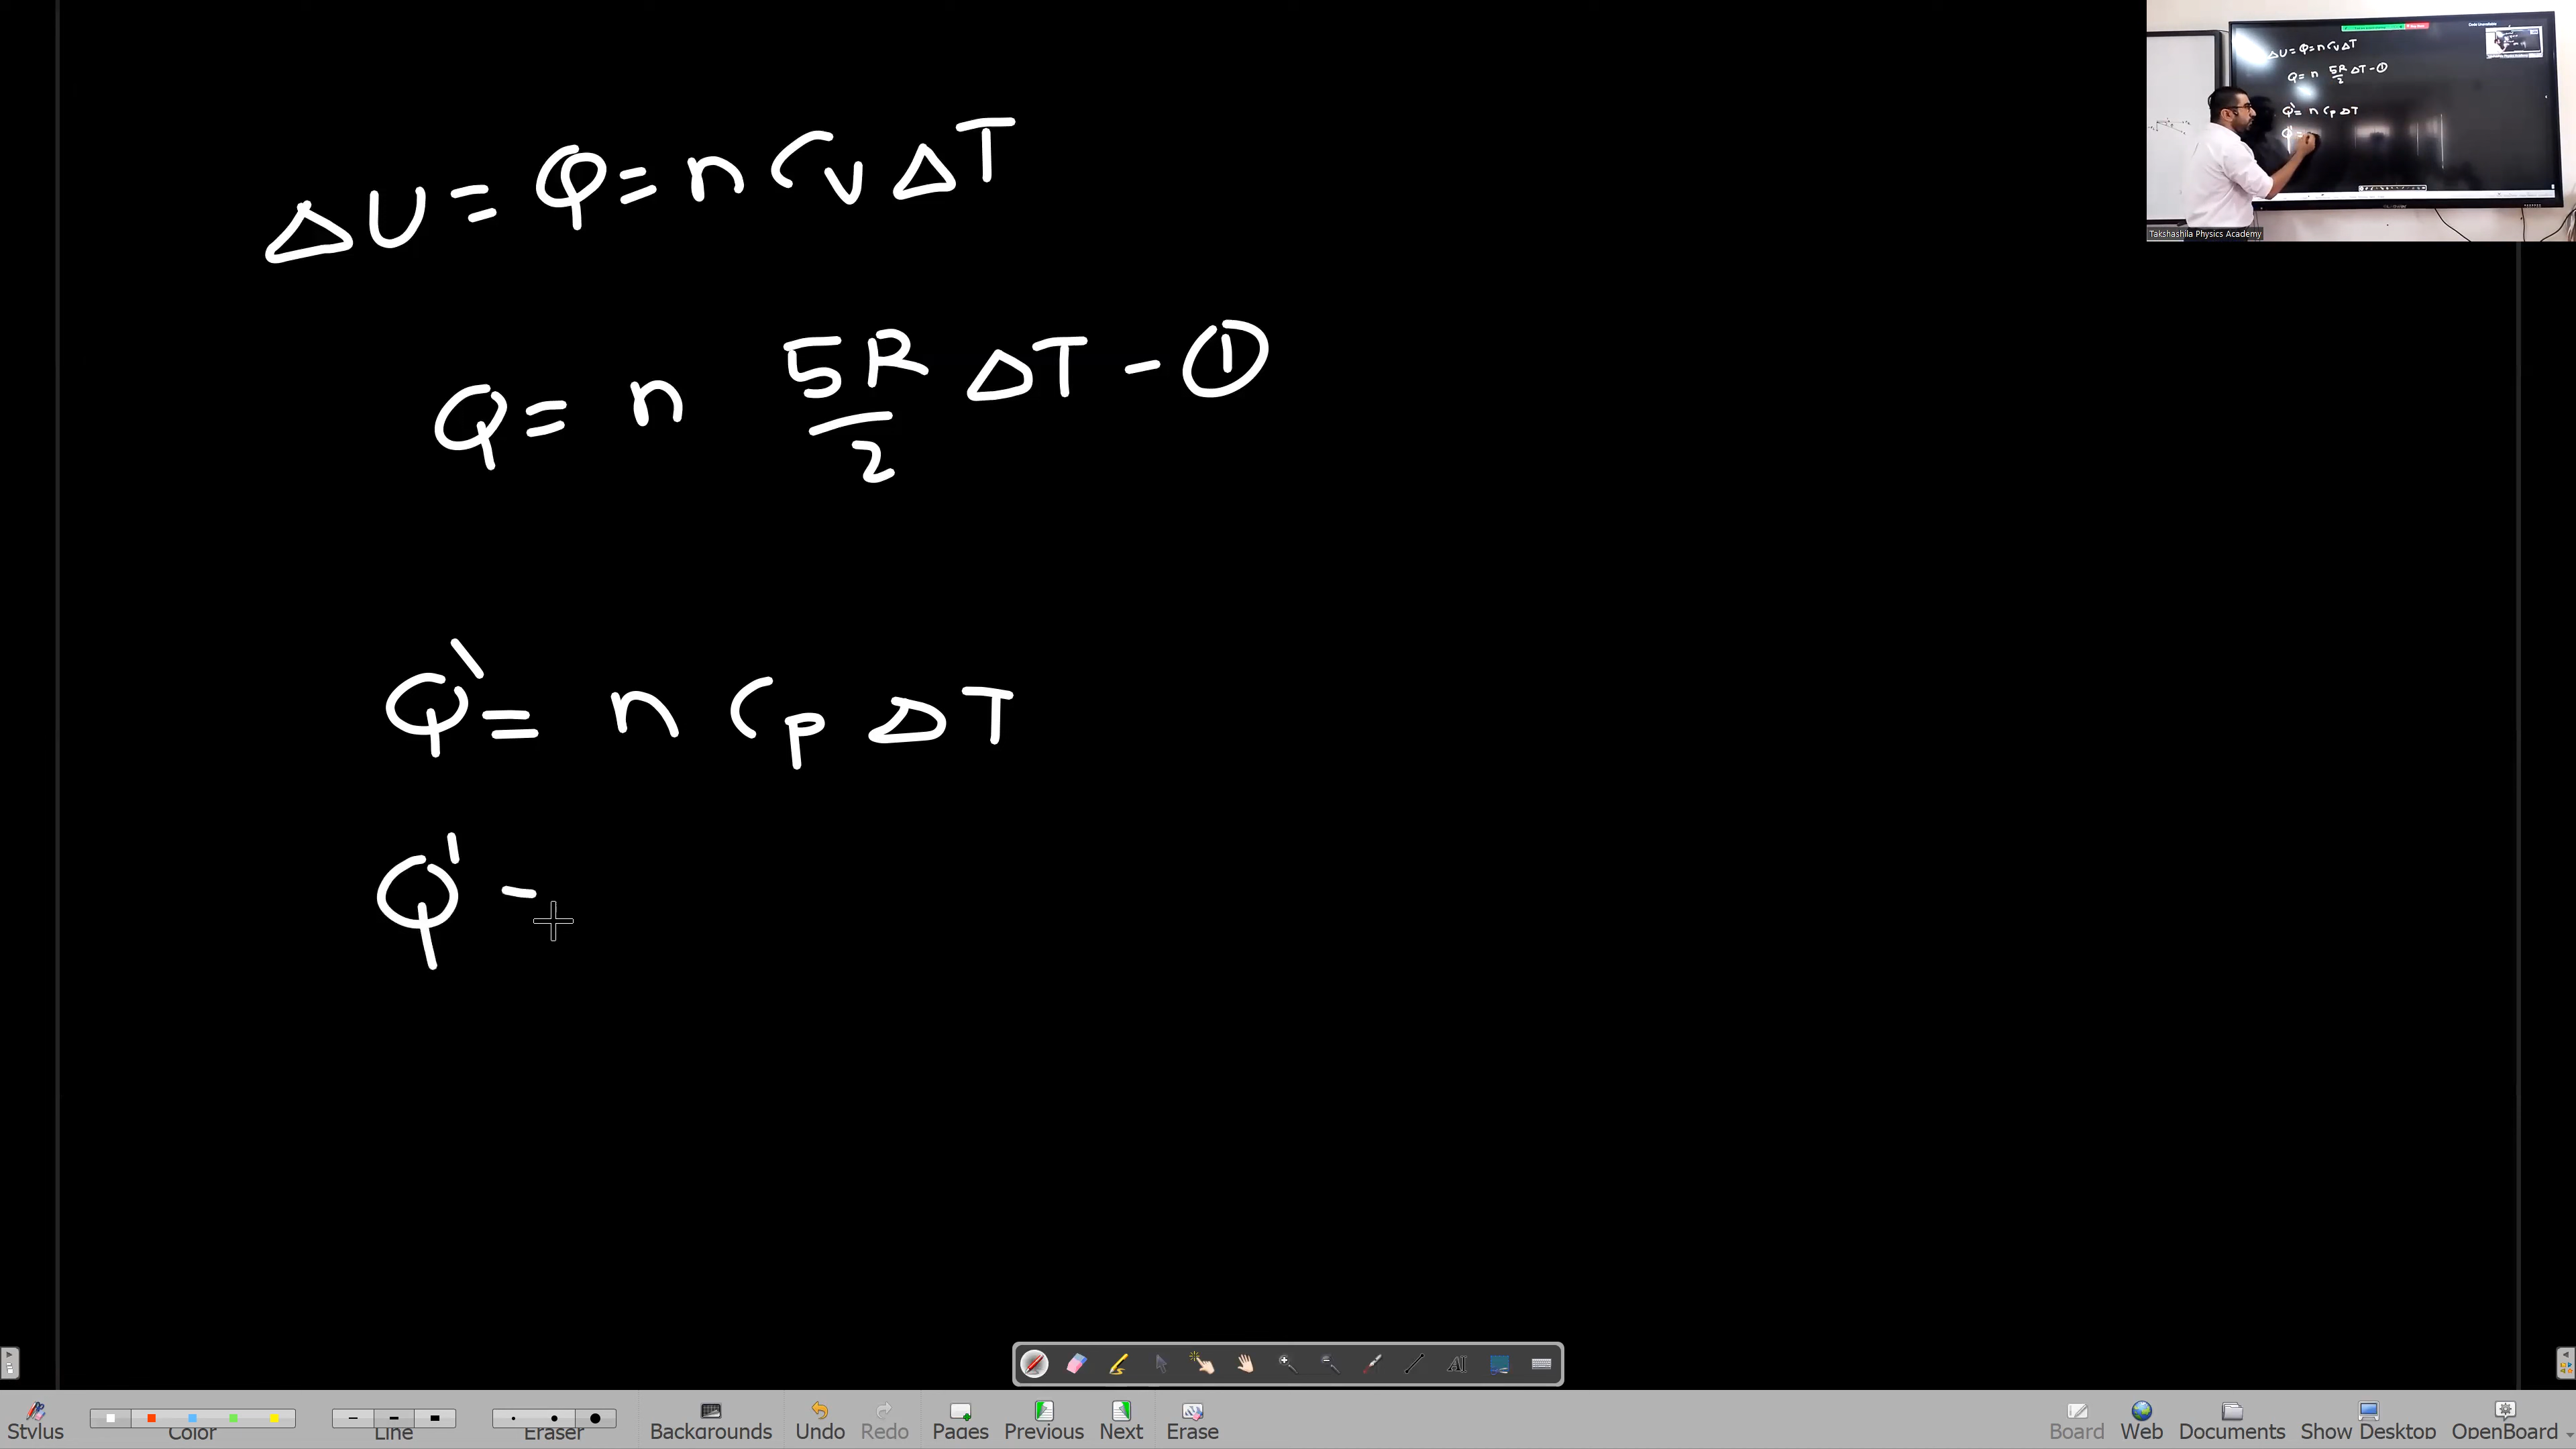 ΔU = Q = n Cv ΔT
Q = n 5R/2 ΔT - ①
Q' = n Cp ΔT
Q' -
Takshashila Physics Academy
Stylus Color Line Eraser Backgrounds Undo Redo Pages Previous Next Erase Board Web Documents Show Desktop OpenBoard